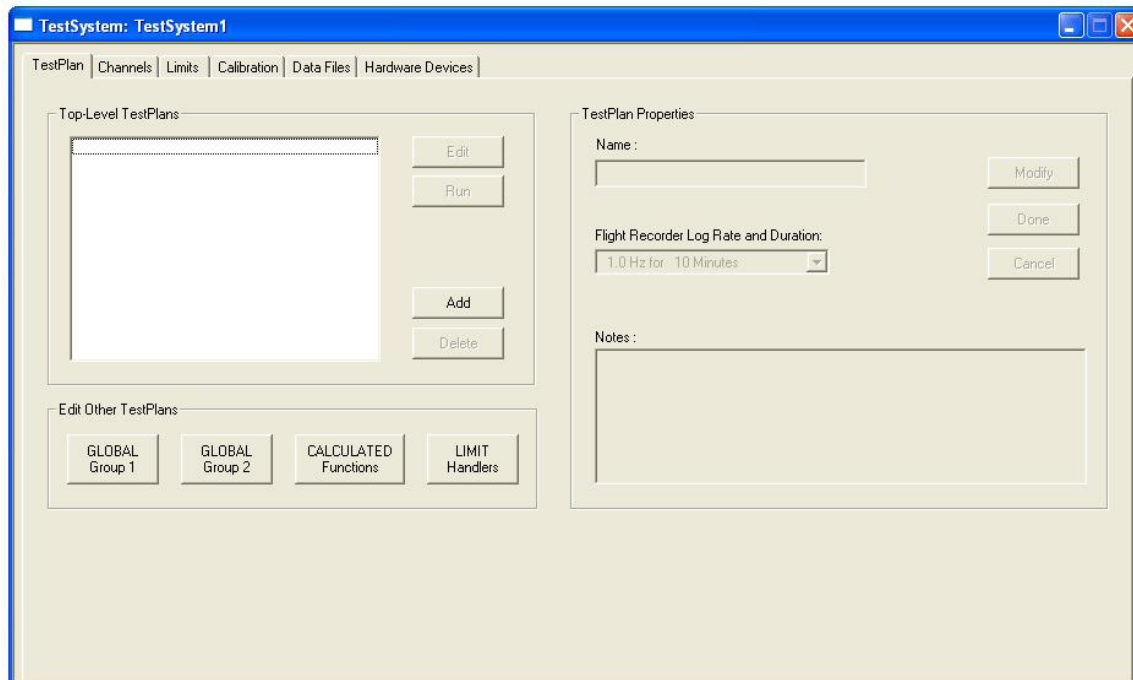 TestSystem: TestSystem1
TestPlan Channels Limits Calibration Data Files Hardware Devices
Top-Level TestPlans
Edit
Run
Add
Delete
Edit Other TestPlans
GLOBAL
Group 1
GLOBAL
Group 2
CALCULATED
Functions
LIMIT
Handlers
TestPlan Properties
Name :
Modify
Done
Cancel
Flight Recorder Log Rate and Duration:
1.0 Hz for 10 Minutes
Notes :